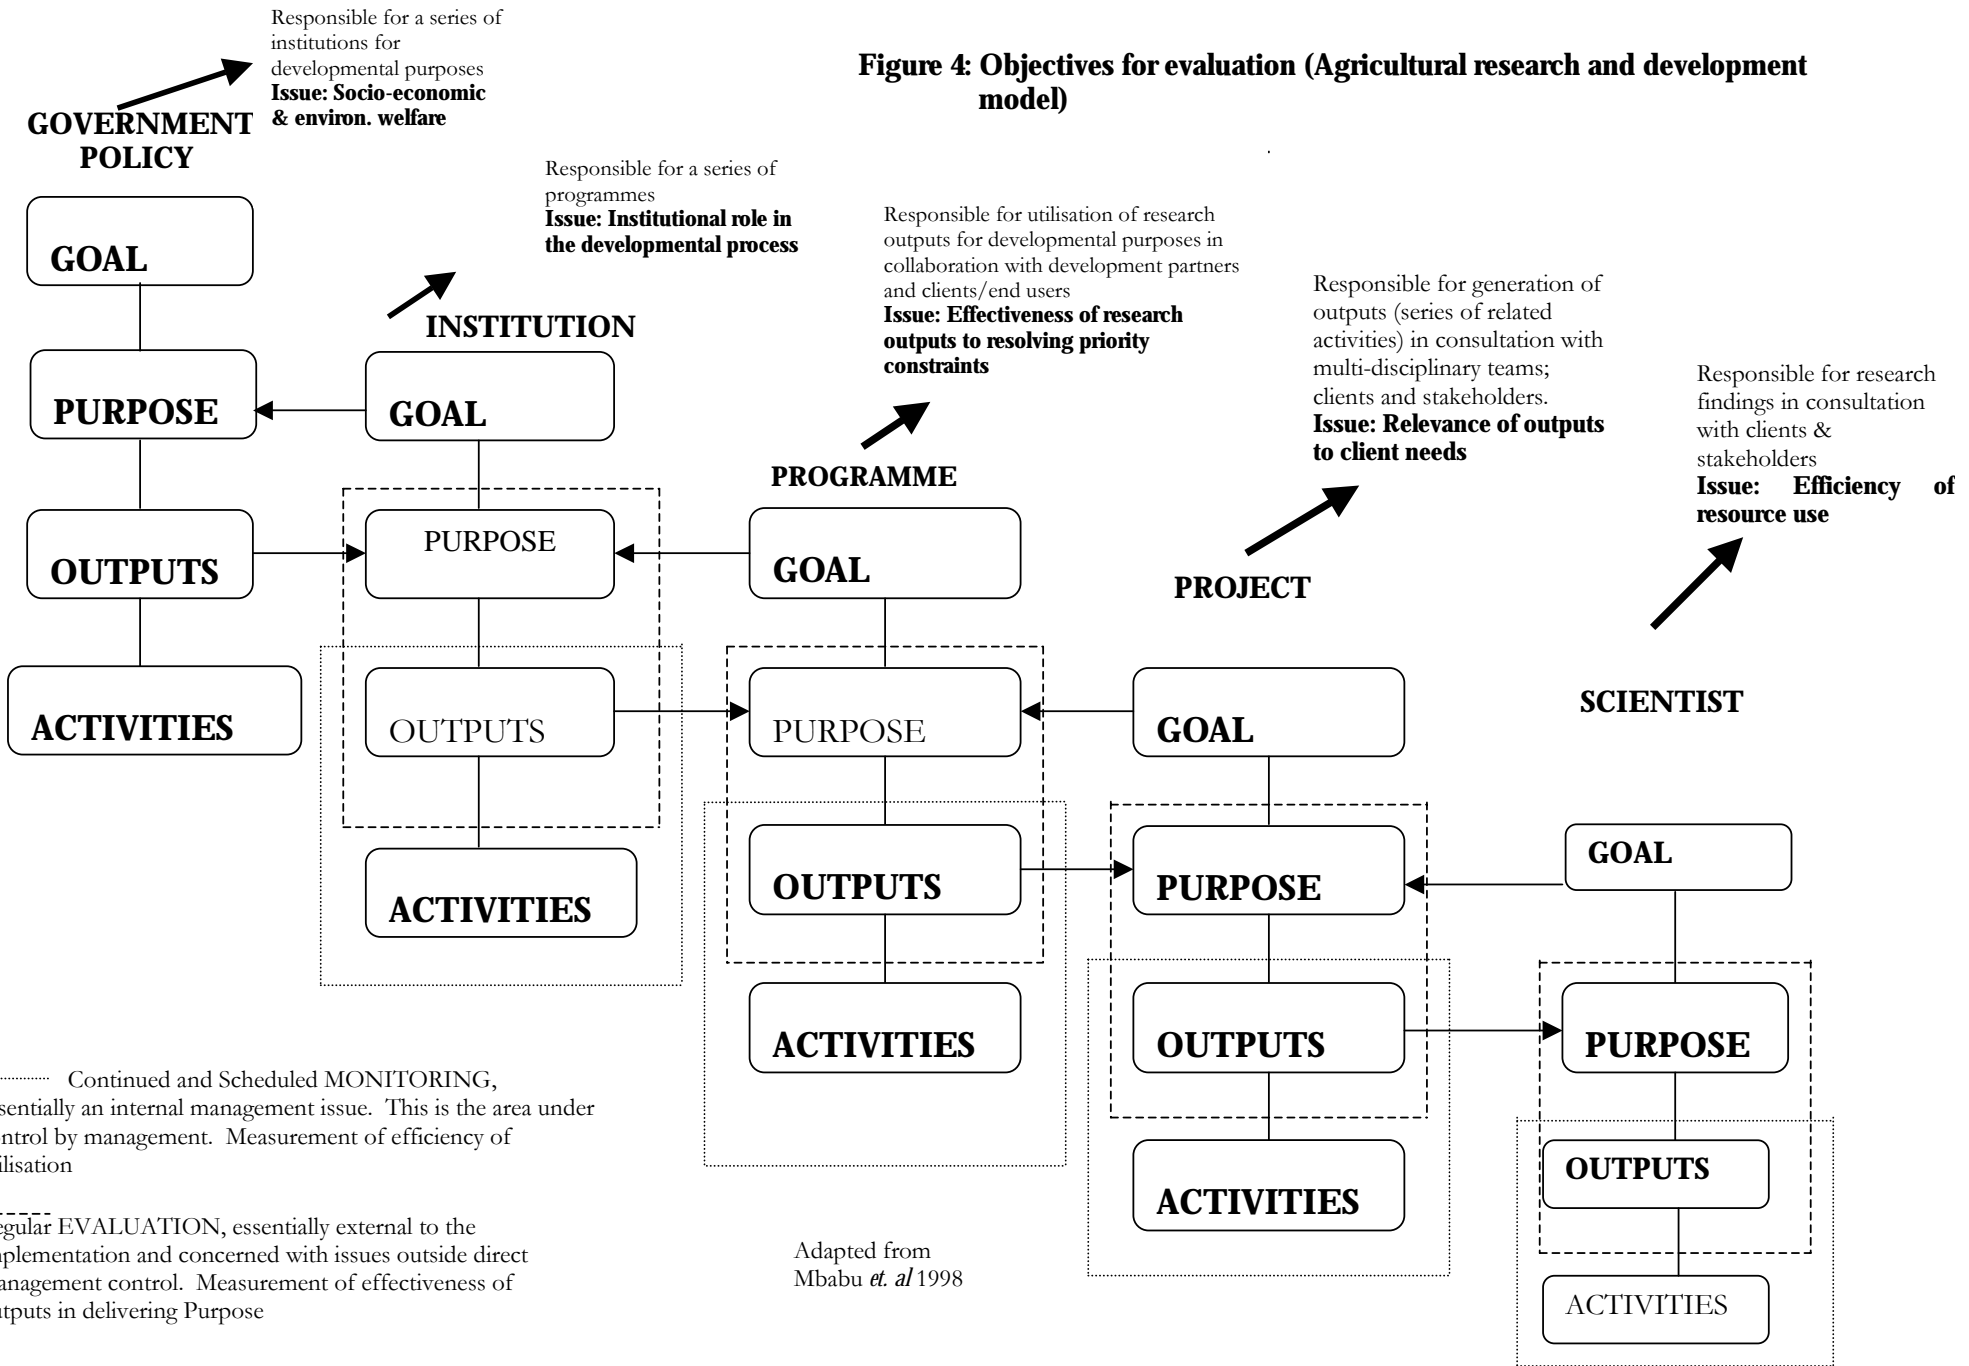 Responsible for a series of
institutions for
developmental purposes
Issue: Socio-economic
& environ. welfare
Figure 4: Objectives for evaluation (Agricultural research and development
model)
GOVERNMENT
POLICY
GOAL
PURPOSE
OUTPUTS
ACTIVITIES
Responsible for a series of
programmes
Issue: Institutional role in
the developmental process
INSTITUTION
GOAL
PURPOSE
OUTPUTS
ACTIVITIES
Responsible for utilisation of research
outputs for developmental purposes in
collaboration with development partners
and clients/end users
Issue: Effectiveness of research
outputs to resolving priority
constraints
PROGRAMME
GOAL
PURPOSE
OUTPUTS
ACTIVITIES
Responsible for generation of
outputs (series of related
activities) in consultation with
multi-disciplinary teams;
clients and stakeholders.
Issue: Relevance of outputs
to client needs
PROJECT
GOAL
PURPOSE
OUTPUTS
ACTIVITIES
Responsible for research
findings in consultation
with clients &
stakeholders
Issue: Efficiency of
resource use
SCIENTIST
GOAL
PURPOSE
OUTPUTS
ACTIVITIES
Continued and Scheduled MONITORING,
sentially an internal management issue. This is the area under
ontrol by management. Measurement of efficiency of
ilisation
egular EVALUATION, essentially external to the
plementation and concerned with issues outside direct
anagement control. Measurement of effectiveness of
tputs in delivering Purpose
Adapted from
Mbabu et. al 1998